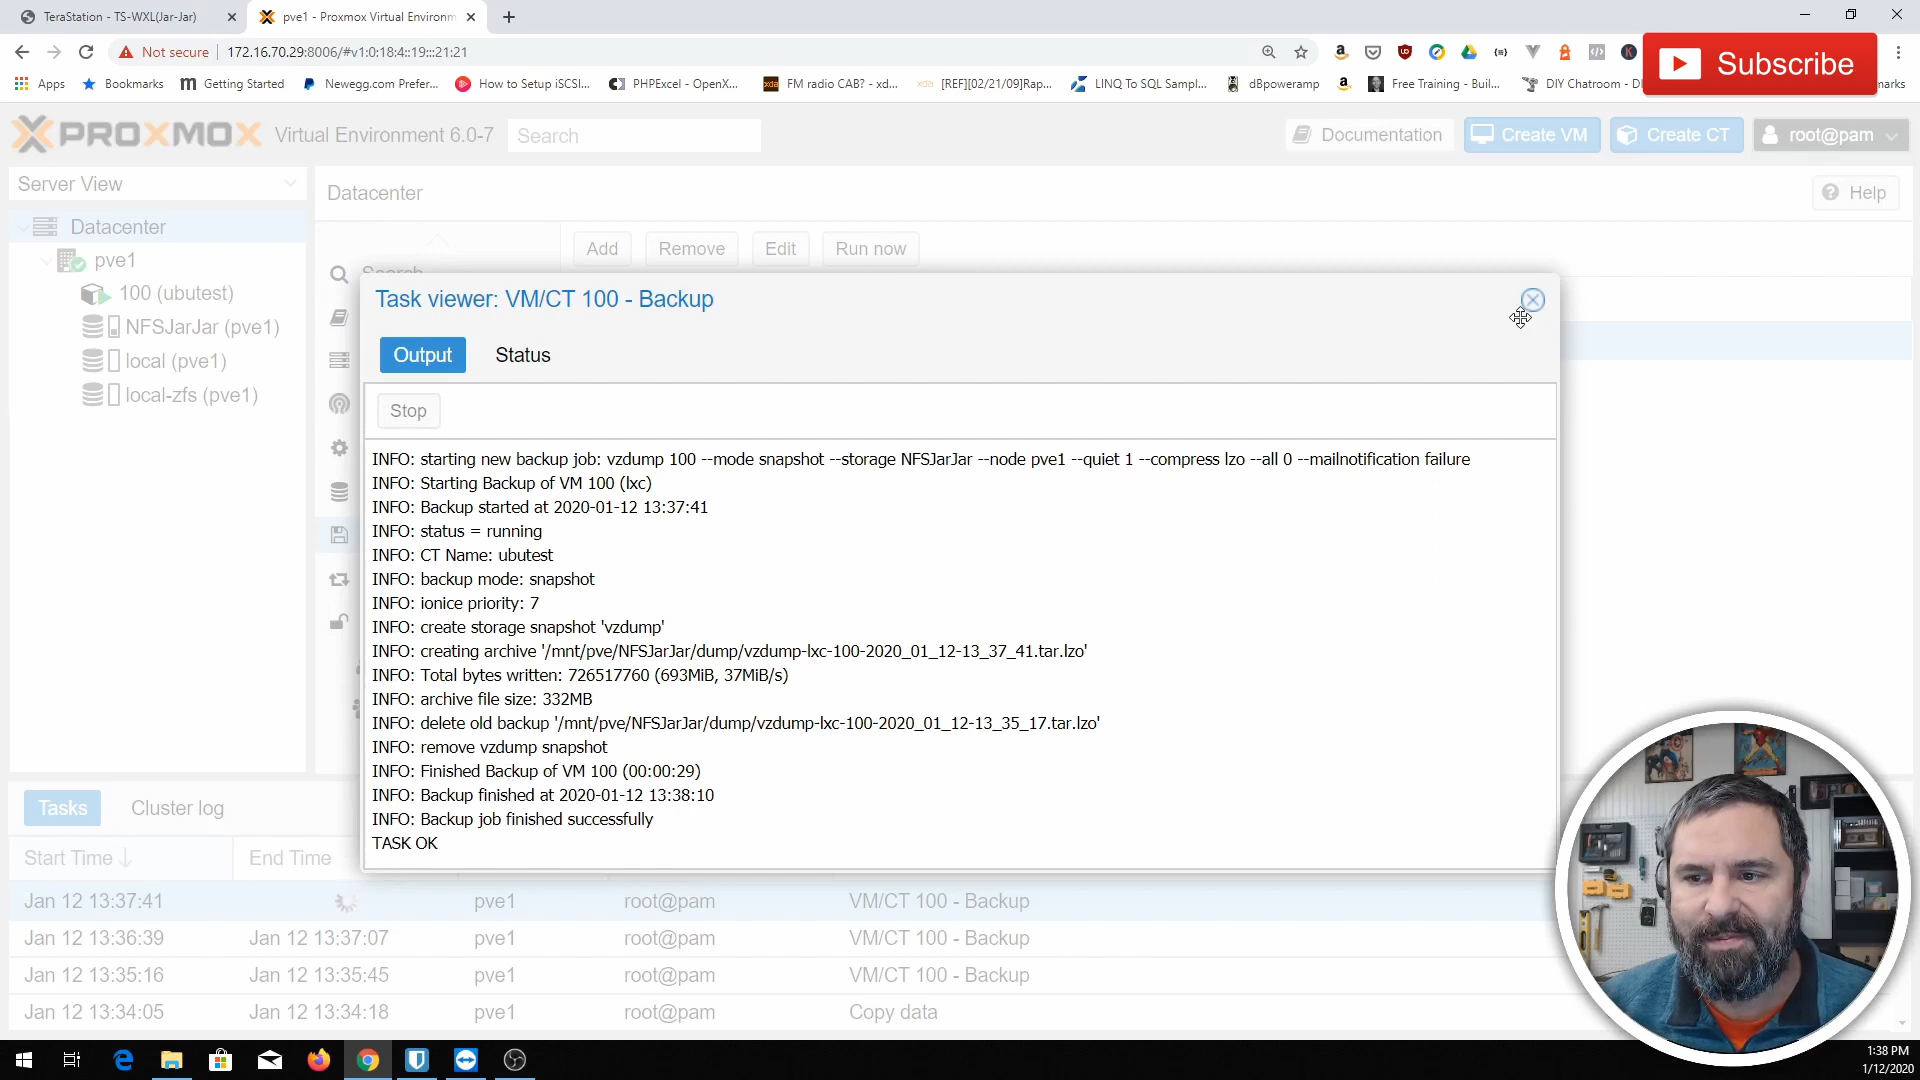 TeraStation - TS-WXL(Jar-Jar)
pve1 - Proxmox Virtual Environm
Not secure
172.16.70.29:8006/#v1:0:18:4::19:::21:21
Subscribe
Apps
Bookmarks
Getting Started
Newegg.com Prefer...
How to Setup iSCSI...
PHPExcel - OpenX...
FM radio CAB? - xd...
[REF][02/21/09]Rap...
LINQ To SQL Sampl...
dBpoweramp
Free Training - Buil...
DIY Chatroom - DI
marks
PROXMOX
Virtual Environment 6.0-7
Search
Documentation
Create VM
Create CT
root@pam
Server View
Datacenter
Help
Datacenter
pve1
100 (ubutest)
NFSJarJar (pve1)
local (pve1)
local-zfs (pve1)
Add
Remove
Edit
Run now
Search
Task viewer: VM/CT 100 - Backup
Output
Status
Stop
INFO: starting new backup job: vzdump 100 --mode snapshot --storage NFSJarJar --node pve1 --quiet 1 --compress lzo --all 0 --mailnotification failure
INFO: Starting Backup of VM 100 (lxc)
INFO: Backup started at 2020-01-12 13:37:41
INFO: status = running
INFO: CT Name: ubutest
INFO: backup mode: snapshot
INFO: ionice priority: 7
INFO: create storage snapshot 'vzdump'
INFO: creating archive '/mnt/pve/NFSJarJar/dump/vzdump-lxc-100-2020_01_12-13_37_41.tar.lzo'
INFO: Total bytes written: 726517760 (693MiB, 37MiB/s)
INFO: archive file size: 332MB
INFO: delete old backup '/mnt/pve/NFSJarJar/dump/vzdump-lxc-100-2020_01_12-13_35_17.tar.lzo'
INFO: remove vzdump snapshot
INFO: Finished Backup of VM 100 (00:00:29)
INFO: Backup finished at 2020-01-12 13:38:10
INFO: Backup job finished successfully
TASK OK
Tasks
Cluster log
Start Time
End Time
Jan 12 13:37:41 pve1 root@pam VM/CT 100 - Backup
Jan 12 13:36:39 Jan 12 13:37:07 pve1 root@pam VM/CT 100 - Backup
Jan 12 13:35:16 Jan 12 13:35:45 pve1 root@pam VM/CT 100 - Backup
Jan 12 13:34:05 Jan 12 13:34:18 pve1 root@pam Copy data
1:38 PM
1/12/2020